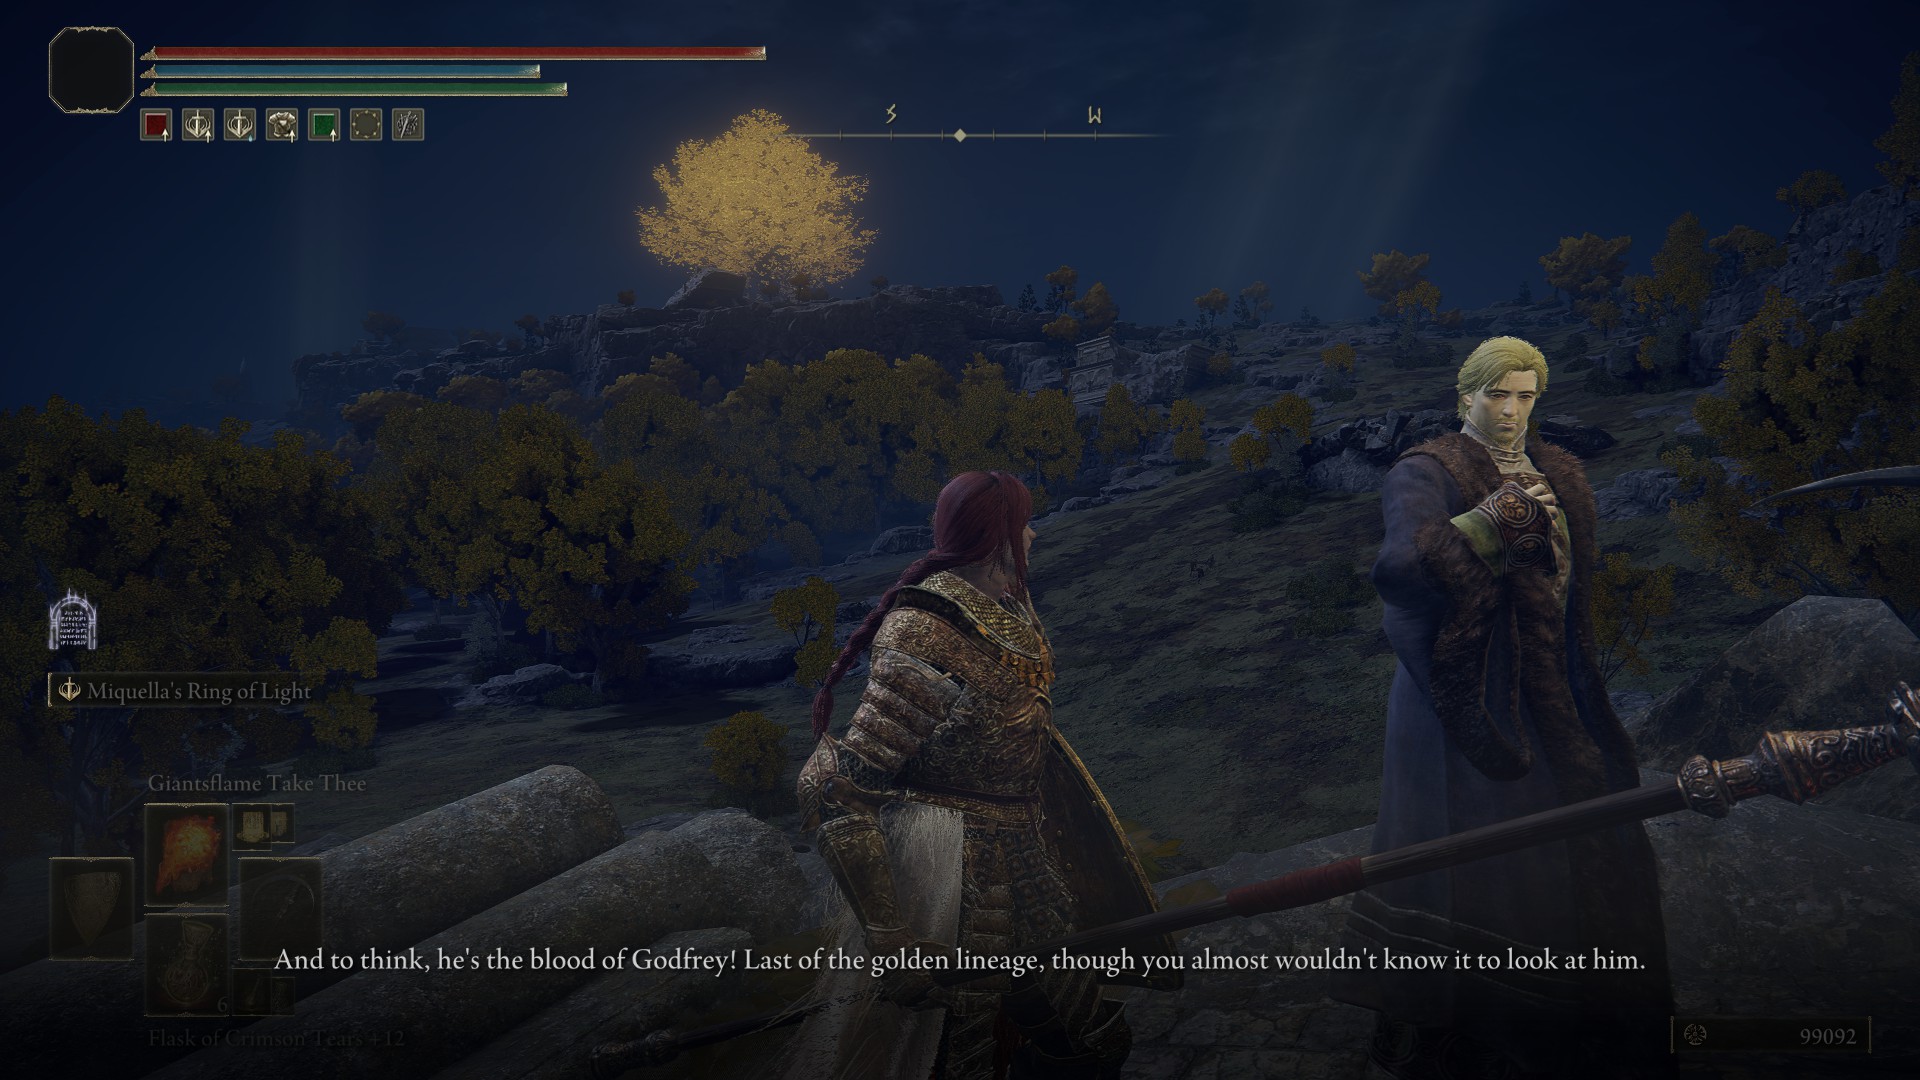 S
W
Miquella's Ring of Light
Giantsflame Take Thee
And to think, he's the blood of Godfrey! Last of the golden lineage, though you almost wouldn't know it to look at him.
6
Flask of Crimson Tears +12
99092